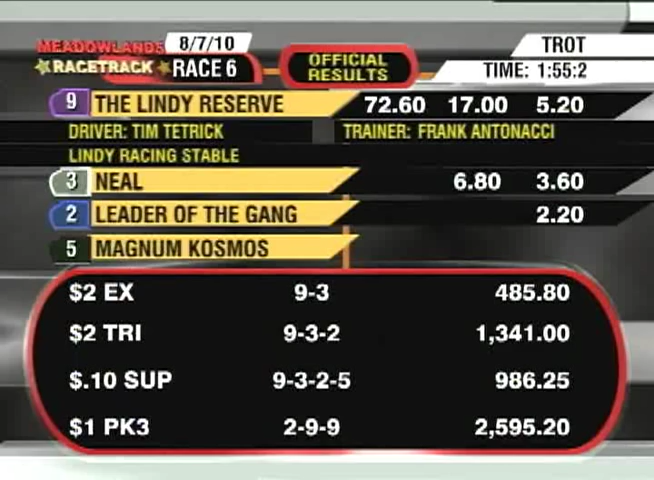 MEADOWLANDS
RACETRACK
8/7/10
RACE 6
OFFICIAL
RESULTS
TROT
TIME: 1:55:2
9 THE LINDY RESERVE 72.60 17.00 5.20
DRIVER: TIM TETRICK TRAINER: FRANK ANTONACCI
LINDY RACING STABLE
3 NEAL 6.80 3.60
2 LEADER OF THE GANG 2.20
5 MAGNUM KOSMOS
$2 EX 9-3 485.80
$2 TRI 9-3-2 1,341.00
$.10 SUP 9-3-2-5 986.25
$1 PK3 2-9-9 2,595.20